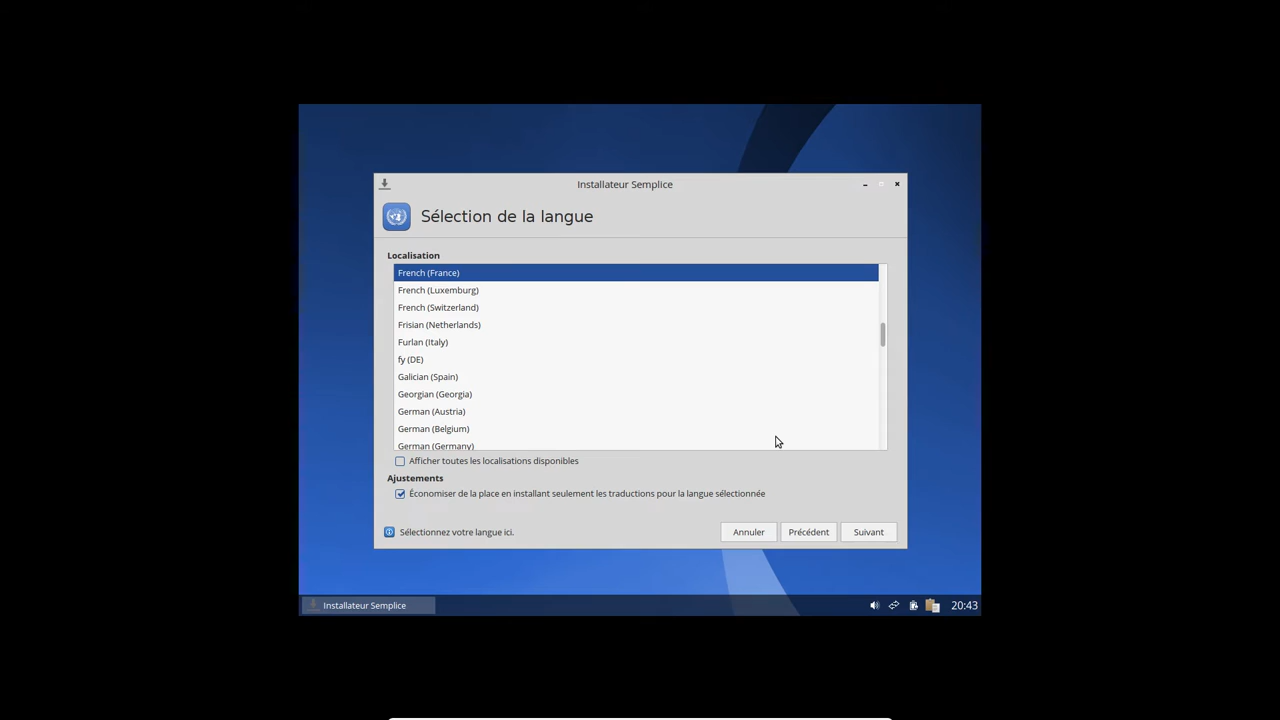 Installateur Semplice
Sélection de la langue
Localisation
French (France)
French (Luxemburg)
French (Switzerland)
Frisian (Netherlands)
Furlan (Italy)
fy (DE)
Galician (Spain)
Georgian (Georgia)
German (Austria)
German (Belgium)
German (Germany)
Afficher toutes les localisations disponibles
Ajustements
Économiser de la place en installant seulement les traductions pour la langue sélectionnée
Sélectionnez votre langue ici.
Annuler
Précédent
Suivant
Installateur Semplice
20:43